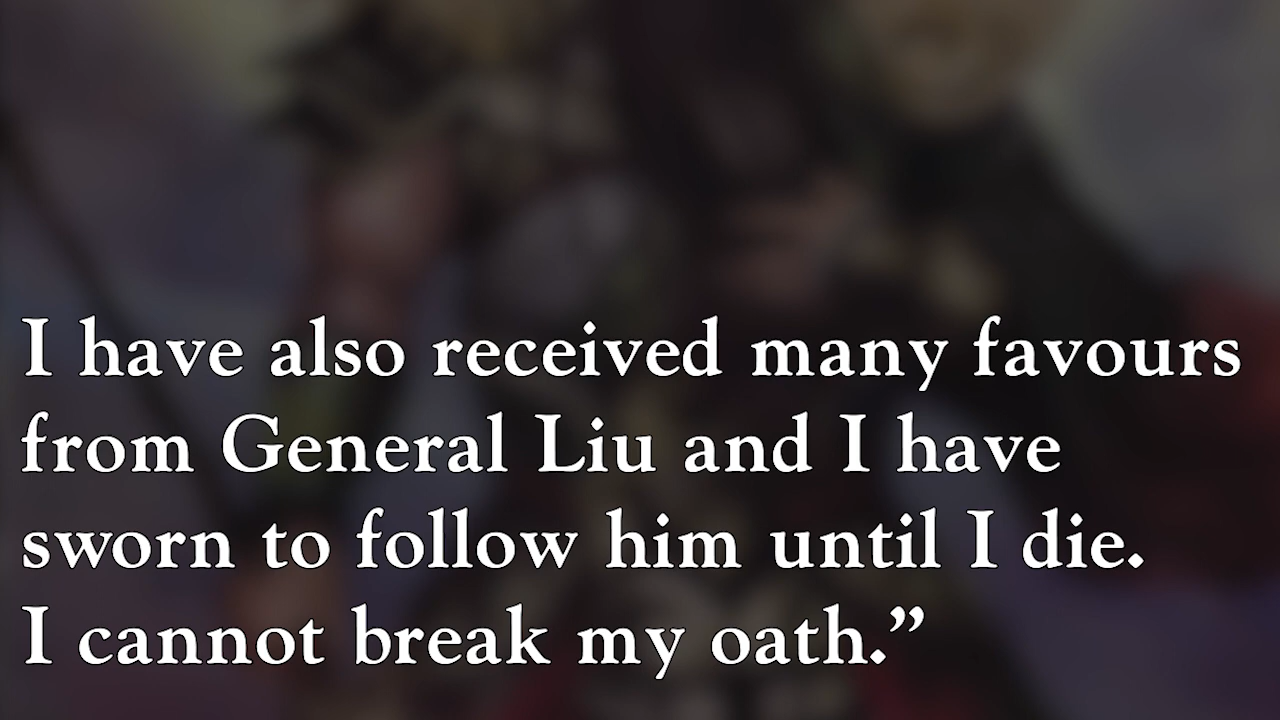 I have also received many favours
from General Liu and I have
sworn to follow him until I die.
I cannot break my oath.”